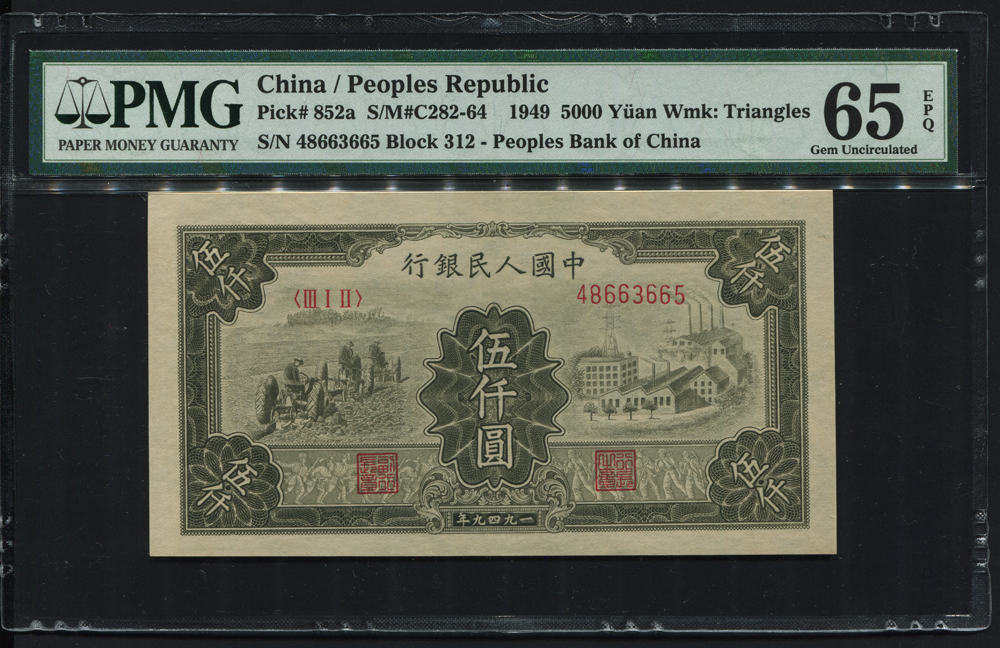 PMG
PAPER MONEY GUARANTY
China / Peoples Republic
Pick# 852a S/M#C282-64 1949 5000 Yüan Wmk: Triangles
S/N 48663665 Block 312 - Peoples Bank of China
65 EPQ
Gem Uncirculated
行銀民人國中
伍仟
伍仟
〈III I II〉
48663665
伍仟圓
伍仟
伍仟
年九四九一